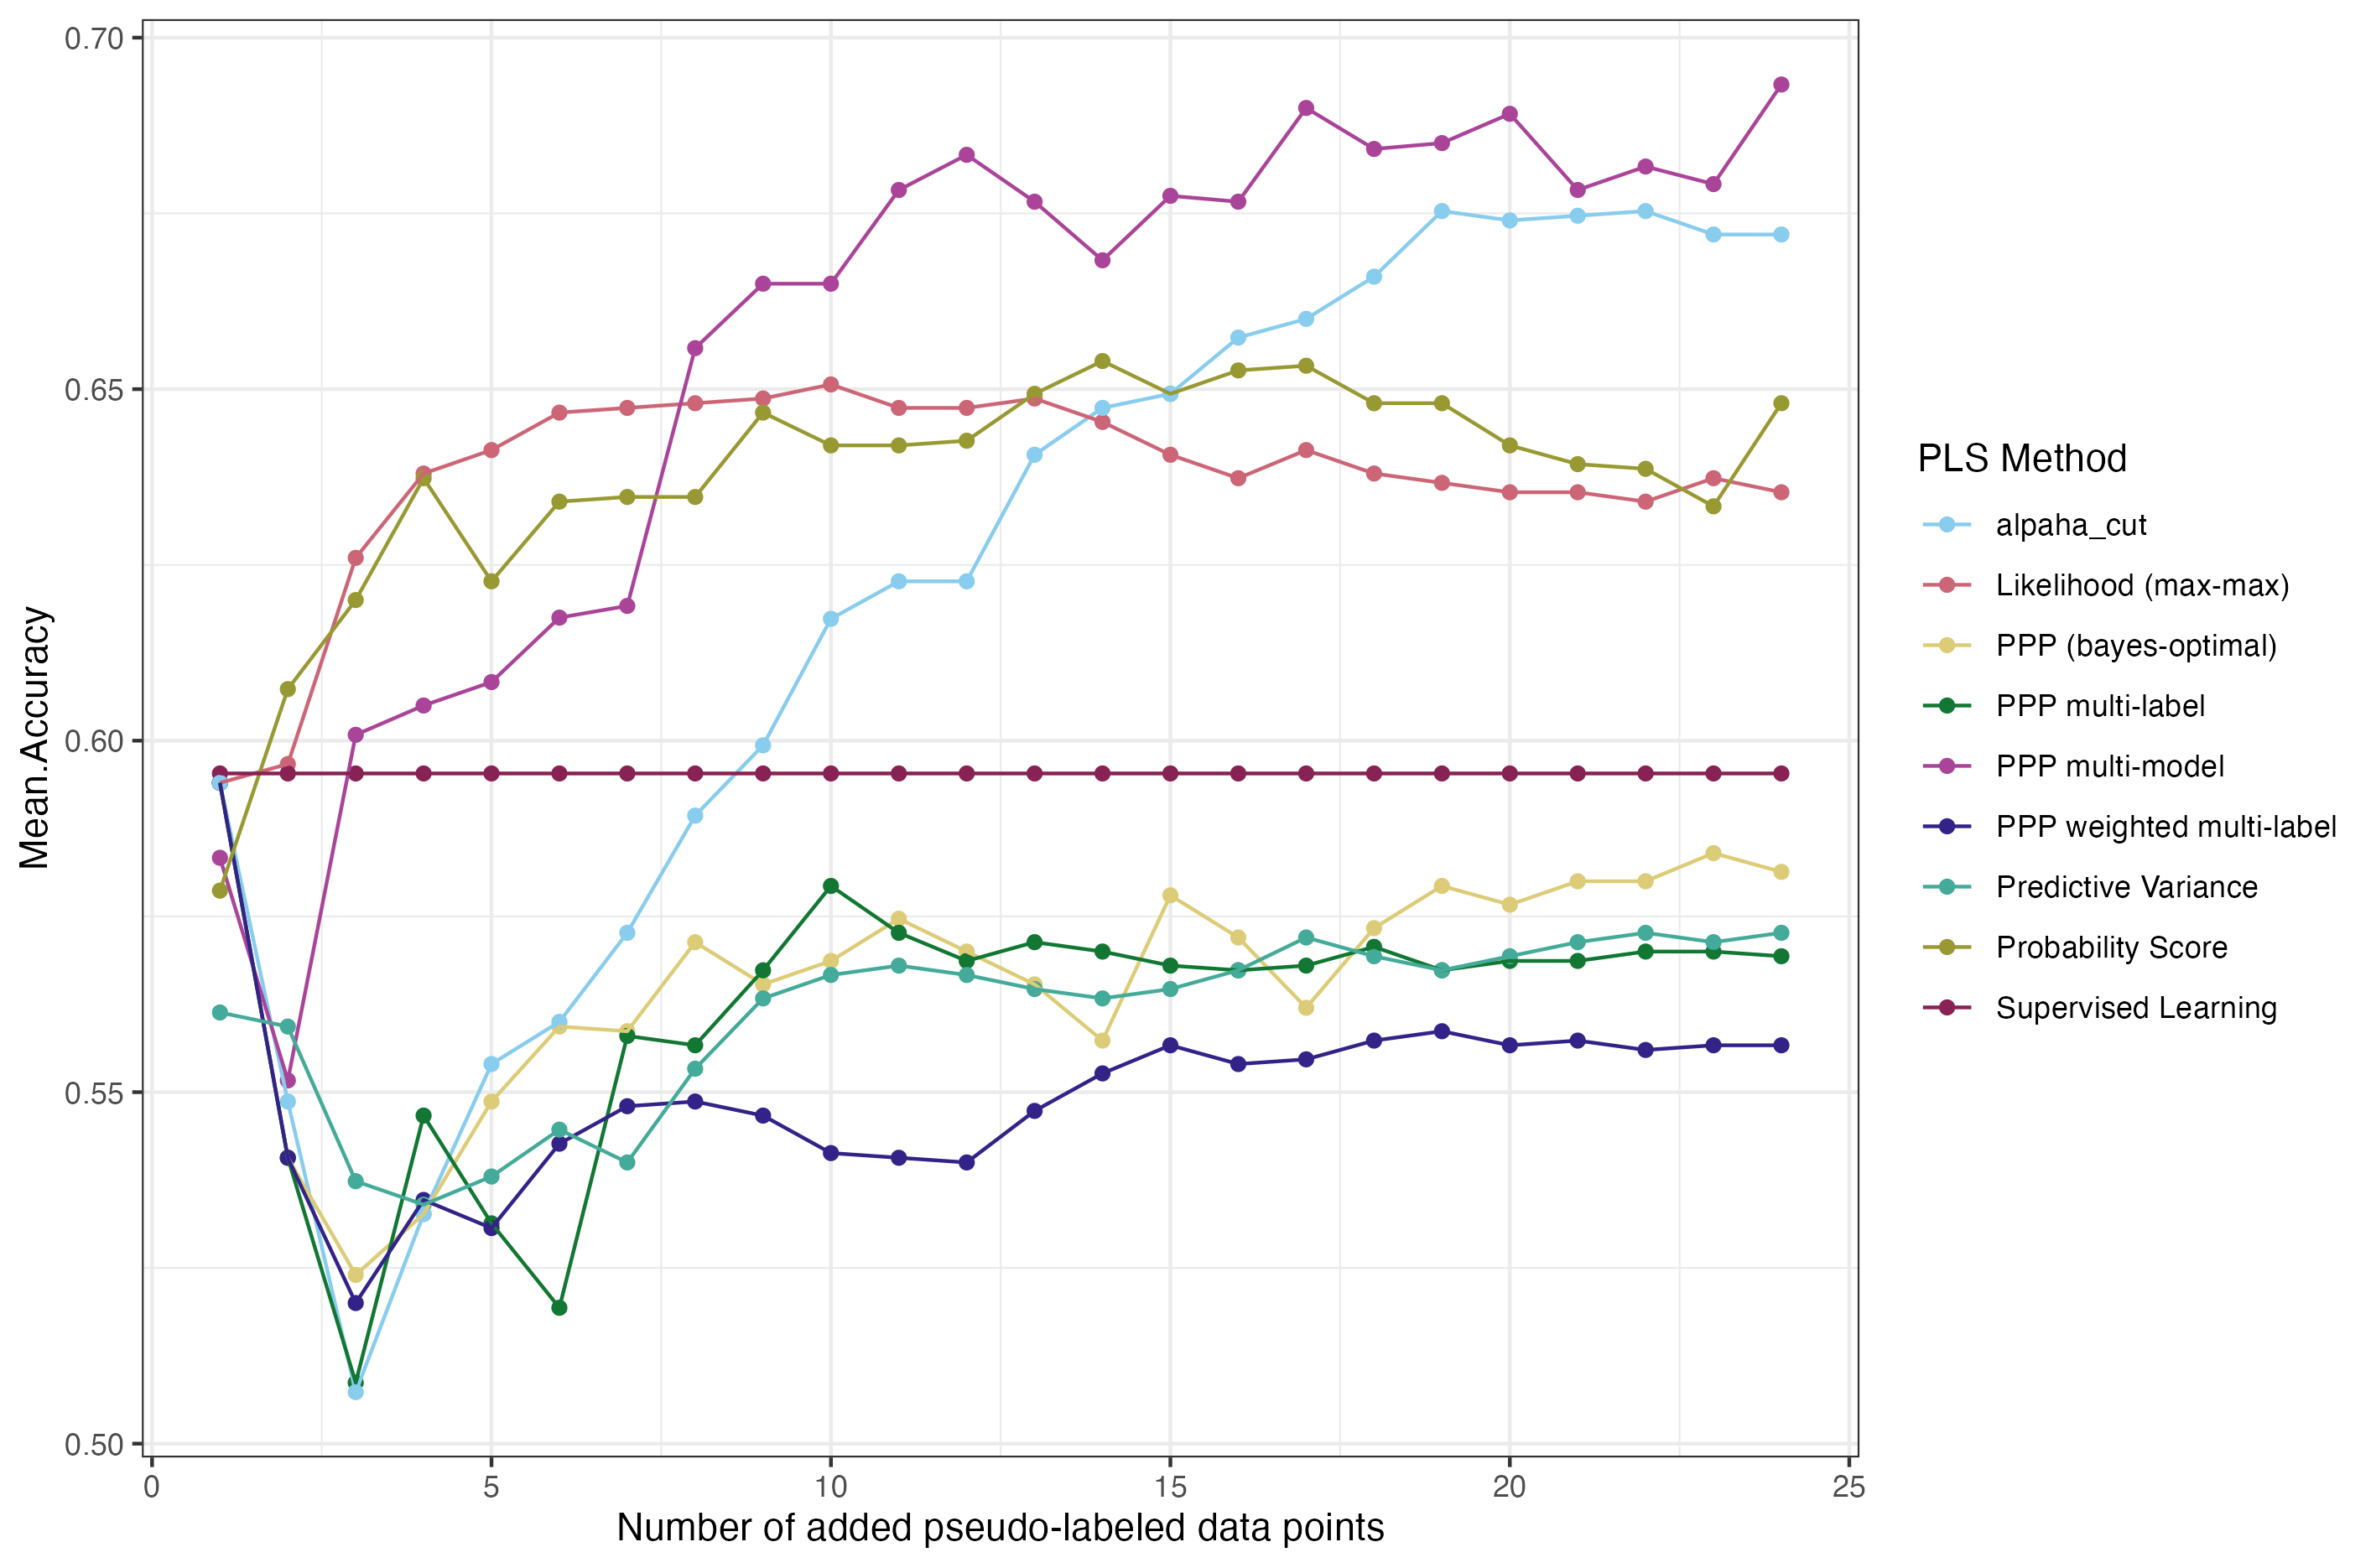 0.70
0.65
0.60
0.55
0.50
Mean.Accuracy
0 5 10 15 20 25
Number of added pseudo-labeled data points
PLS Method
alpaha_cut
Likelihood (max-max)
PPP (bayes-optimal)
PPP multi-label
PPP multi-model
PPP weighted multi-label
Predictive Variance
Probability Score
Supervised Learning